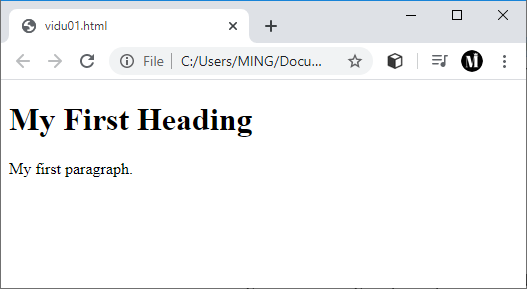 vidu01.html
File
C:/Users/MING/Docu...
My First Heading
My first paragraph.